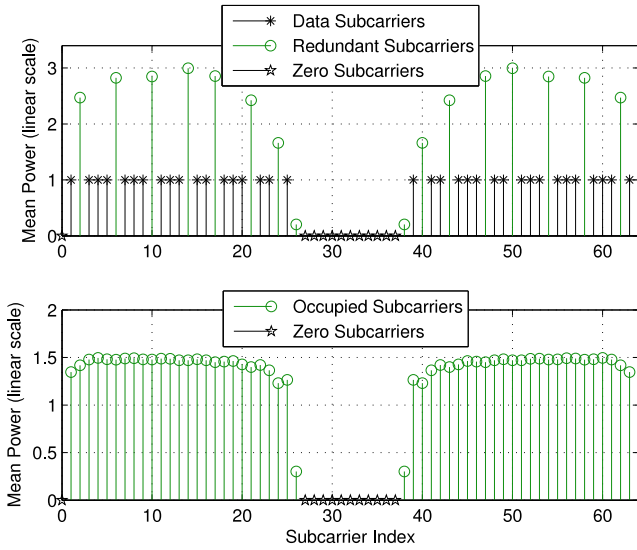 Data Subcarriers
Redundant Subcarriers
Zero Subcarriers
Mean Power (linear scale)
3
2
1
0
0 10 20 30 40 50 60
Occupied Subcarriers
Zero Subcarriers
Mean Power (linear scale)
2
1.5
1
0.5
0
0 10 20 30 40 50 60
Subcarrier Index